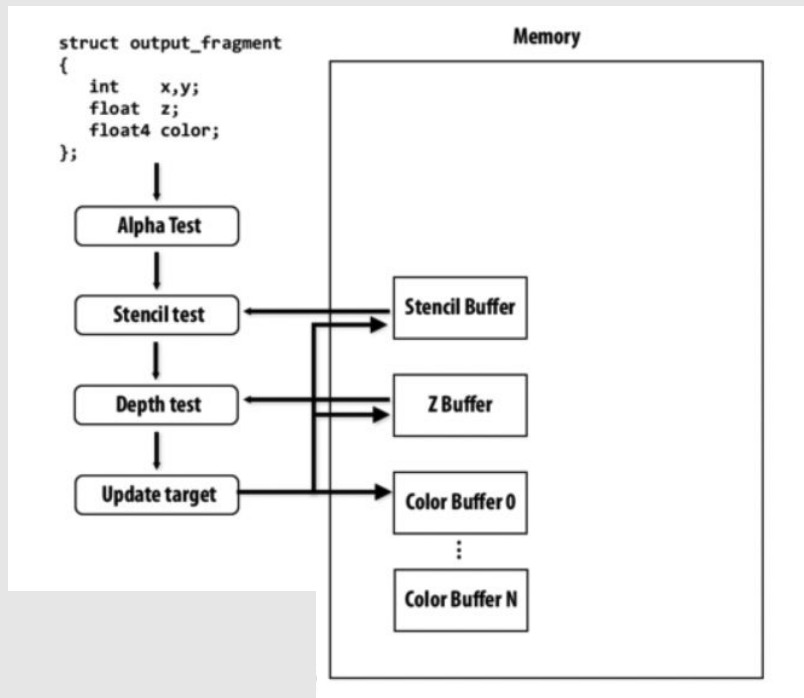 struct output_fragment
{
int x,y;
float z;
float4 color;
};
Alpha Test
Stencil test
Depth test
Update target
Memory
Stencil Buffer
Z Buffer
Color Buffer 0
⋮
Color Buffer N